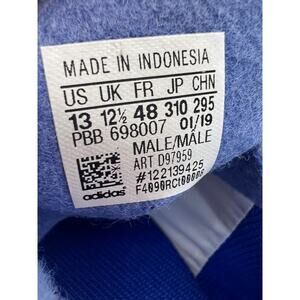 MADE IN INDONESIA
US UK FR JP CHN
13 12½ 48 310 295
PBB 698007 01/19
MALE/MÂLE
ART D97959
#122139425
adidas